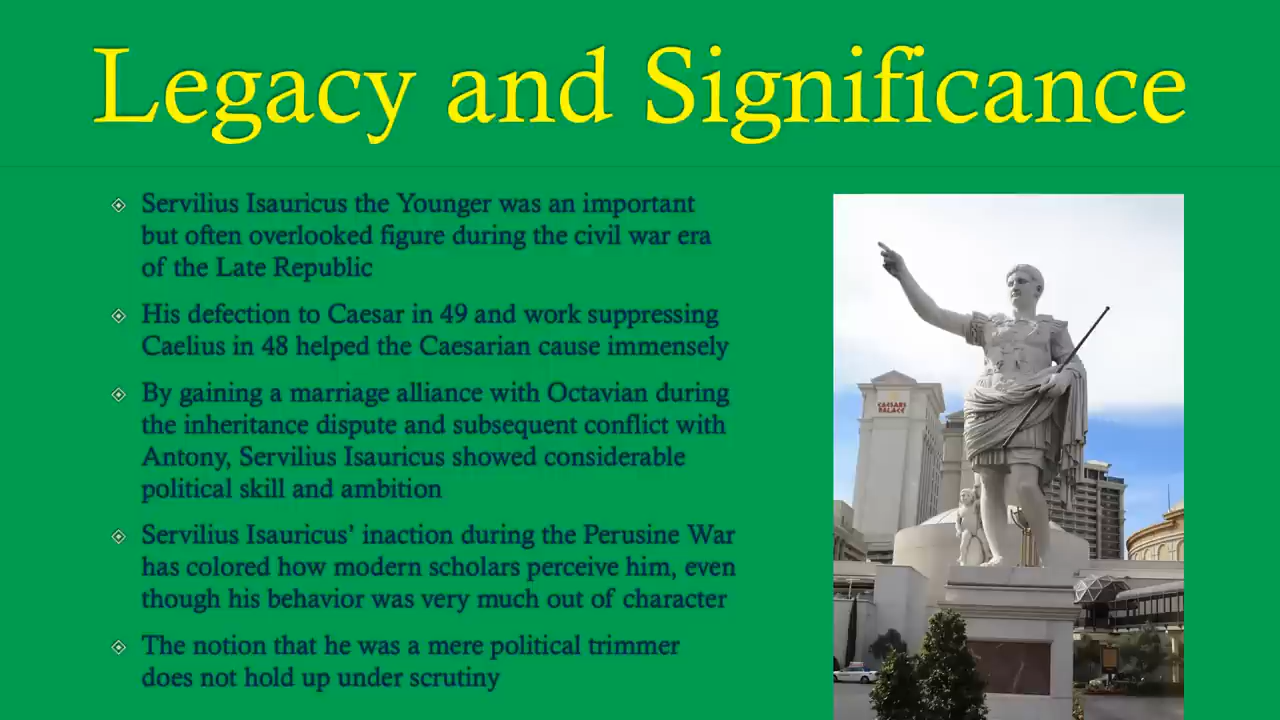 Legacy and Significance
Servilius Isauricus the Younger was an important
but often overlooked figure during the civil war era
of the Late Republic
His defection to Caesar in 49 and work suppressing
Caelius in 48 helped the Caesarian cause immensely
By gaining a marriage alliance with Octavian during
the inheritance dispute and subsequent conflict with
Antony, Servilius Isauricus showed considerable
political skill and ambition
Servilius Isauricus’ inaction during the Perusine War
has colored how modern scholars perceive him, even
though his behavior was very much out of character
The notion that he was a mere political trimmer
does not hold up under scrutiny
CAESARS
PALACE